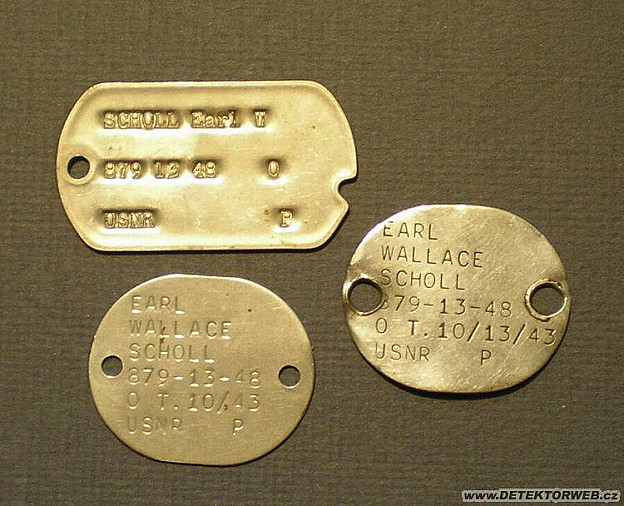 SCHOLL Earl W
879 13 48 O
USNR P
EARL
WALLACE
SCHOLL
879-13-48
O T.10/13/43
USNR P
EARL
WALLACE
SCHOLL
879-13-48
O T.10/43
USNR P
www.DETEKTORWEB.cz